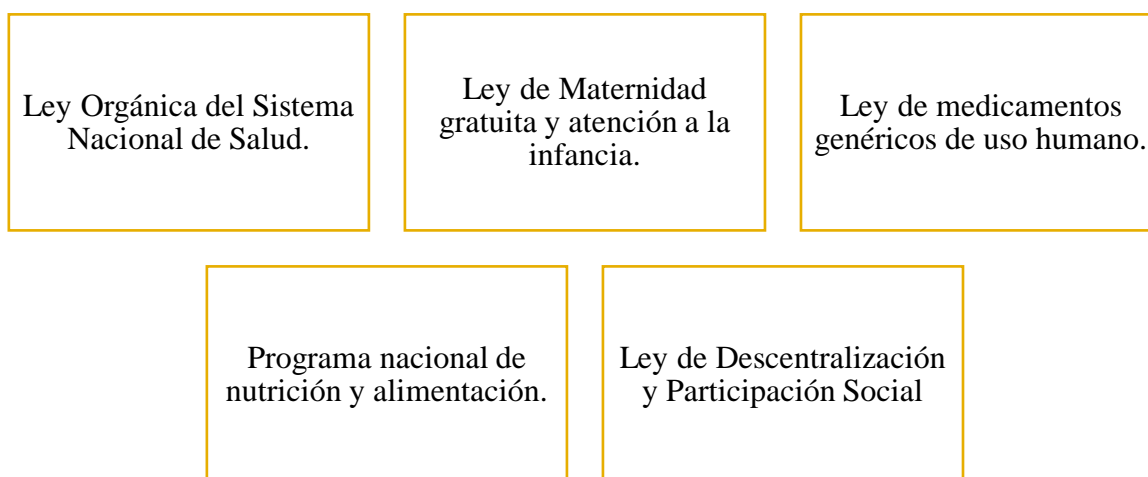 Ley Orgánica del Sistema
Nacional de Salud.
Ley de Maternidad
gratuita y atención a la
infancia.
Ley de medicamentos
genéricos de uso humano.
Programa nacional de
nutrición y alimentación.
Ley de Descentralización
y Participación Social